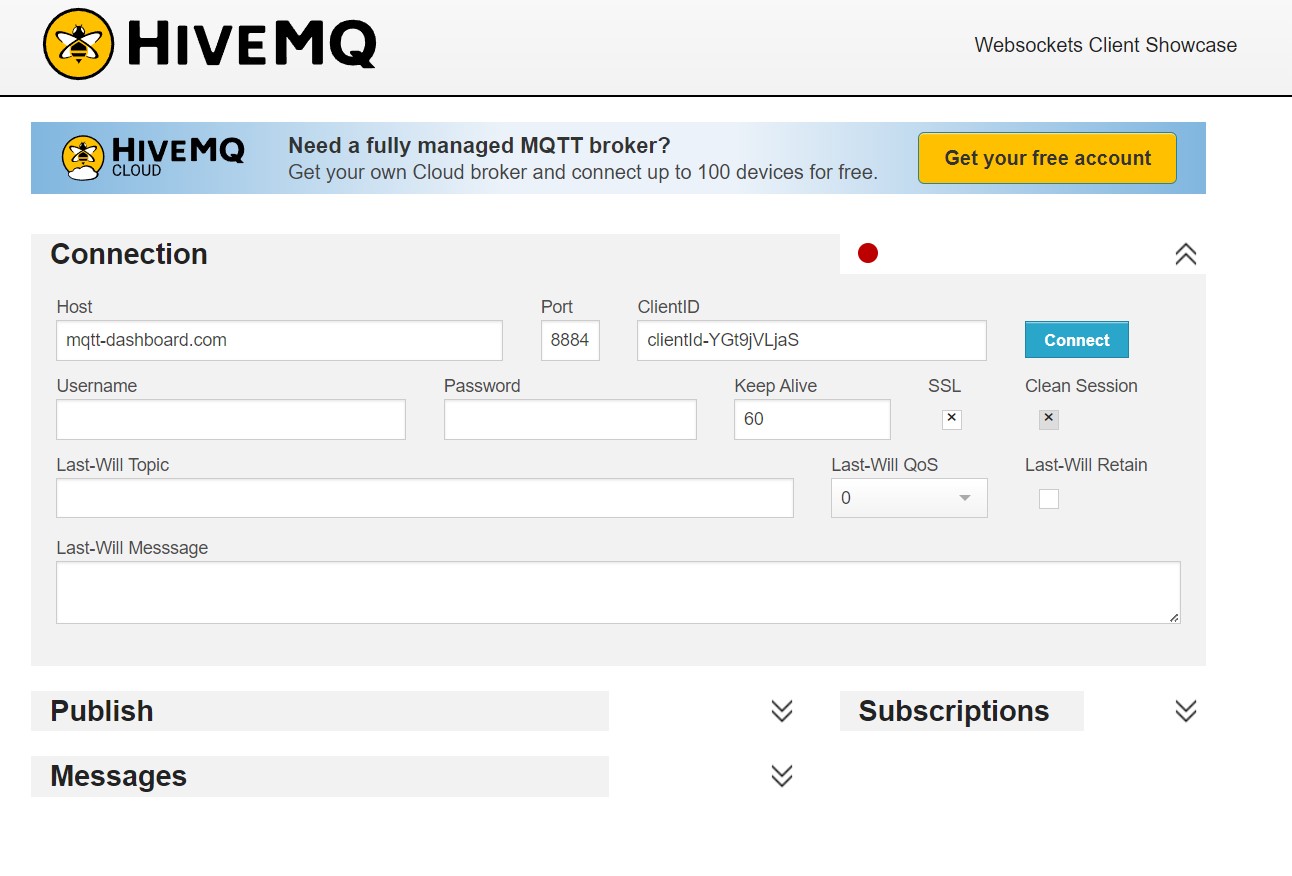 HIVEMQ
Websockets Client Showcase
HIVEMQ
CLOUD
Need a fully managed MQTT broker?
Get your own Cloud broker and connect up to 100 devices for free.
Get your free account
Connection
Host
Port
ClientID
mqtt-dashboard.com
8884
clientId-YGt9jVLjaS
Connect
Username
Password
Keep Alive
SSL
Clean Session
60
Last-Will Topic
Last-Will QoS
Last-Will Retain
0
Last-Will Messsage
Publish
Subscriptions
Messages